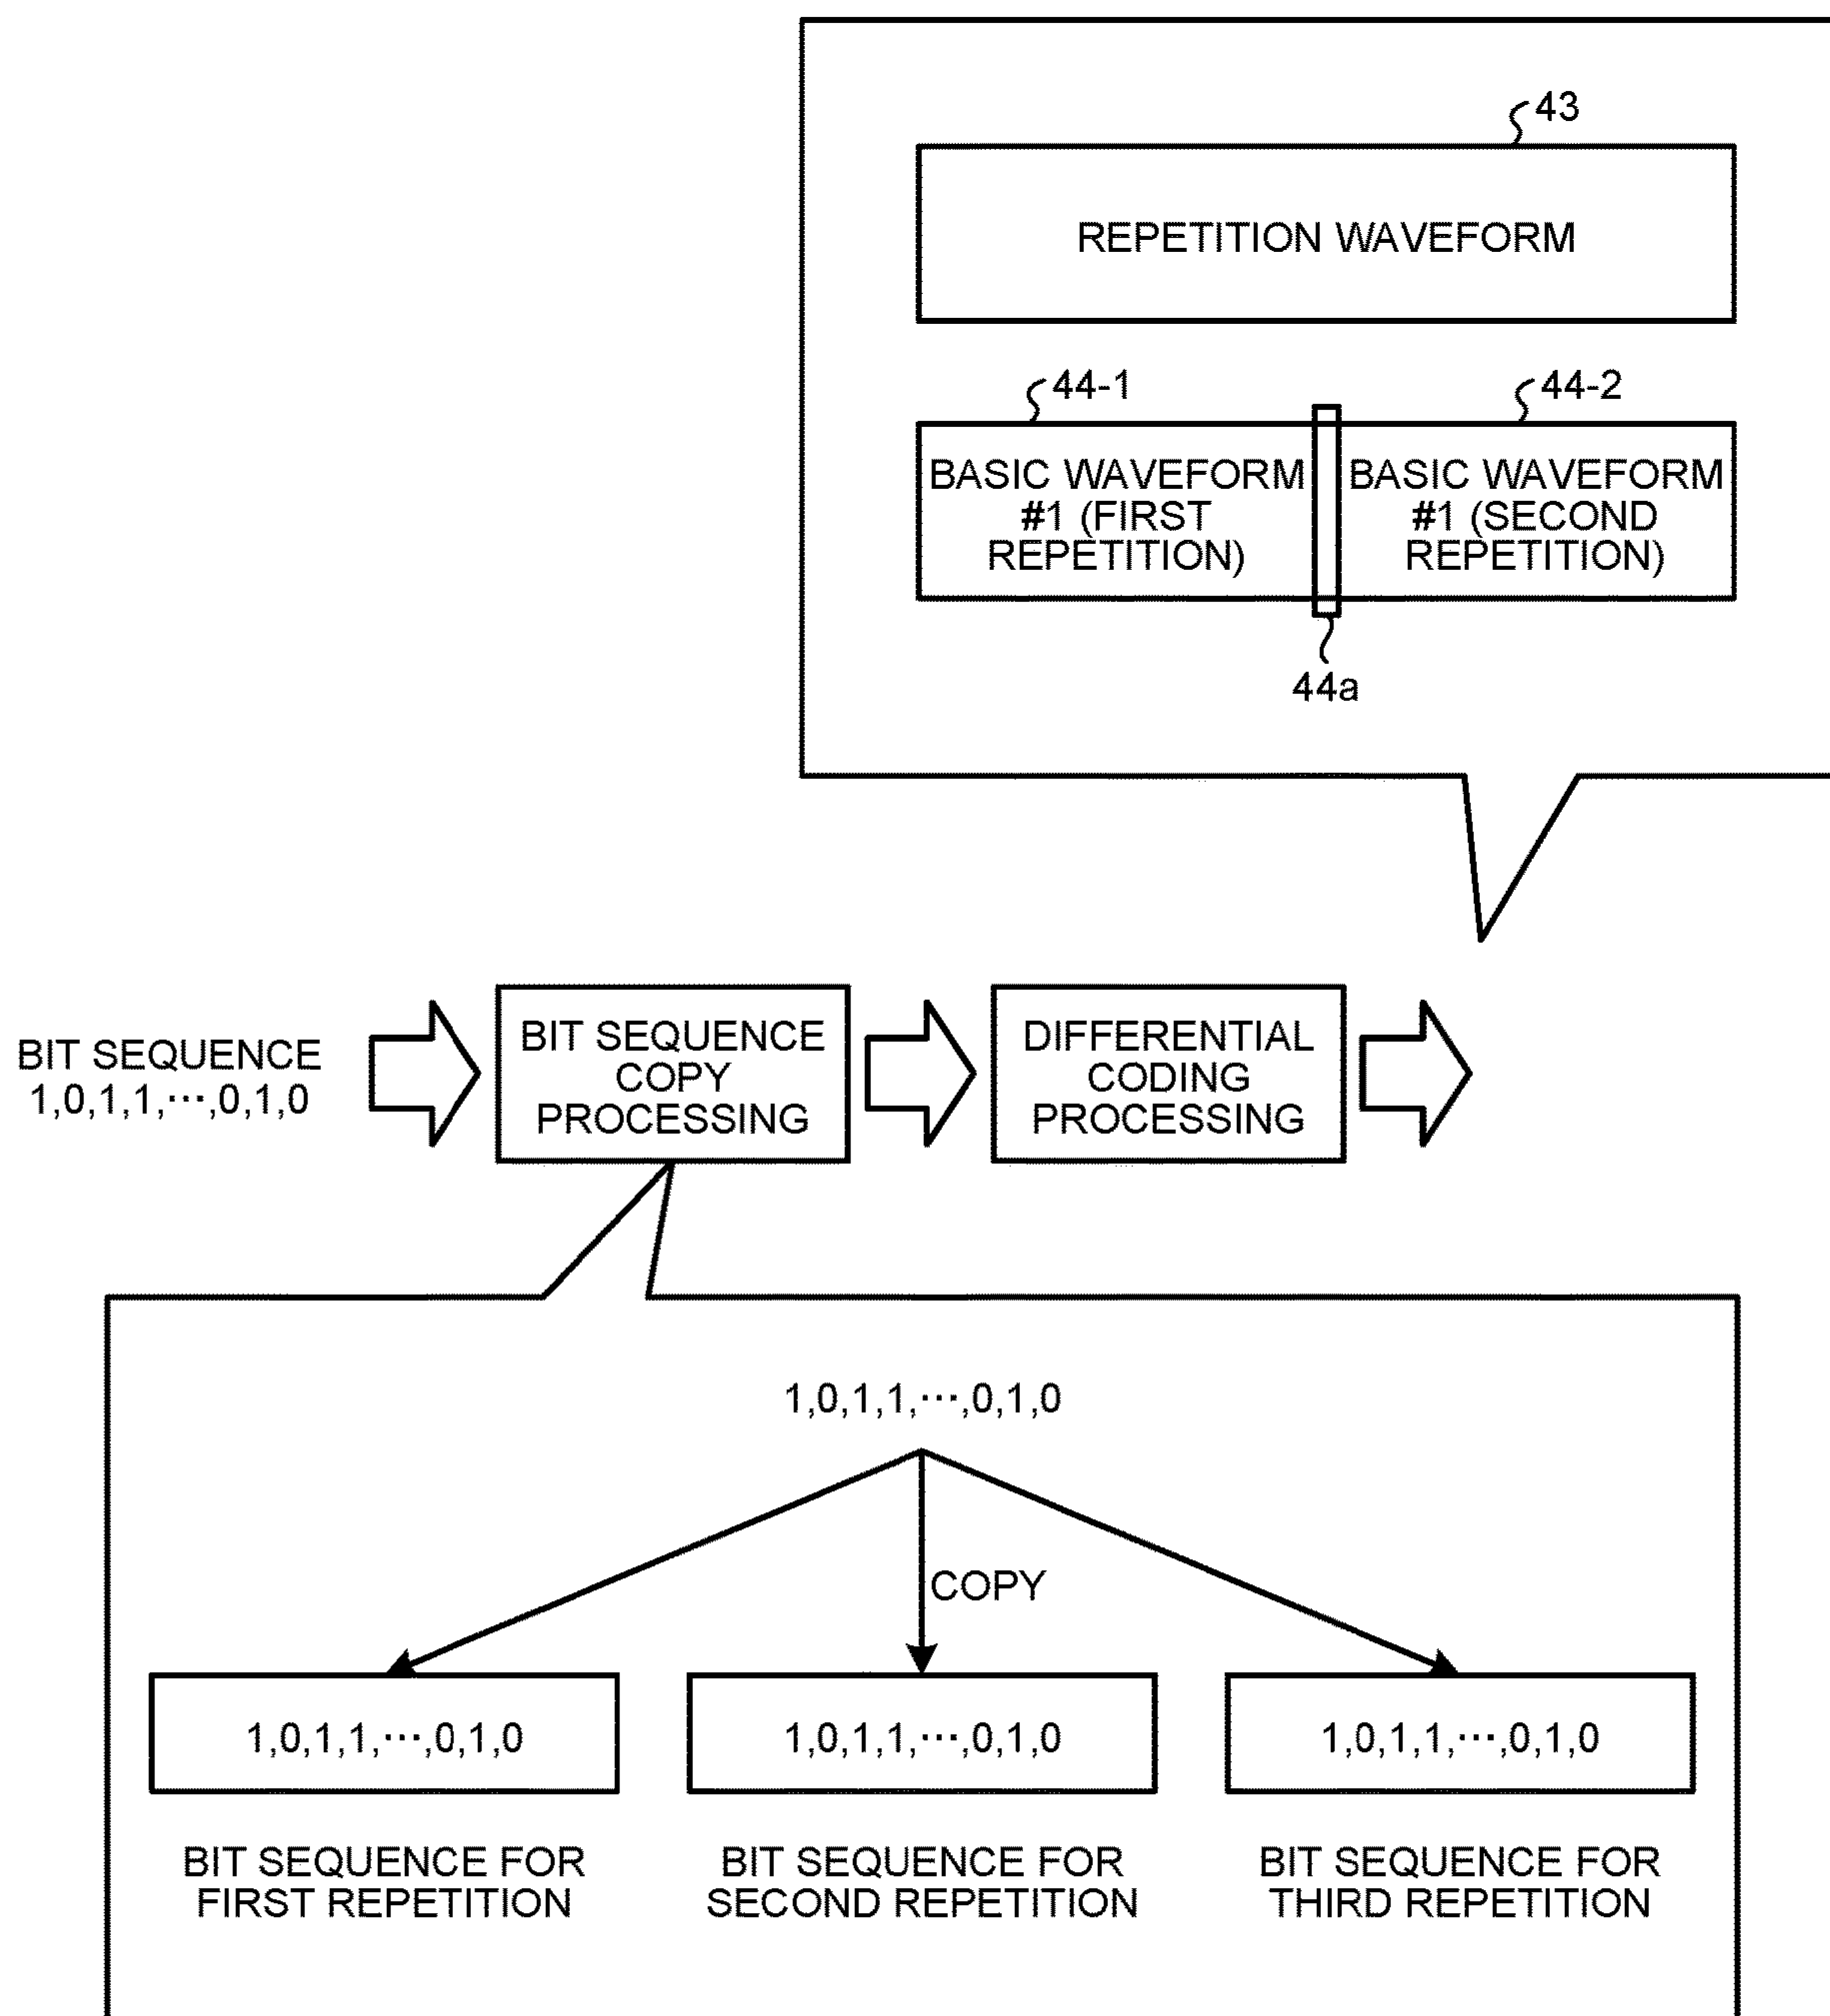 43
REPETITION WAVEFORM
44-1
44-2
BASIC WAVEFORM
#1 (FIRST
REPETITION)
BASIC WAVEFORM
#1 (SECOND
REPETITION)
44a
BIT SEQUENCE
1,0,1,1,⋯,0,1,0
BIT SEQUENCE
COPY
PROCESSING
DIFFERENTIAL
CODING
PROCESSING
1,0,1,1,⋯,0,1,0
COPY
1,0,1,1,⋯,0,1,0
1,0,1,1,⋯,0,1,0
1,0,1,1,⋯,0,1,0
BIT SEQUENCE FOR
FIRST REPETITION
BIT SEQUENCE FOR
SECOND REPETITION
BIT SEQUENCE FOR
THIRD REPETITION